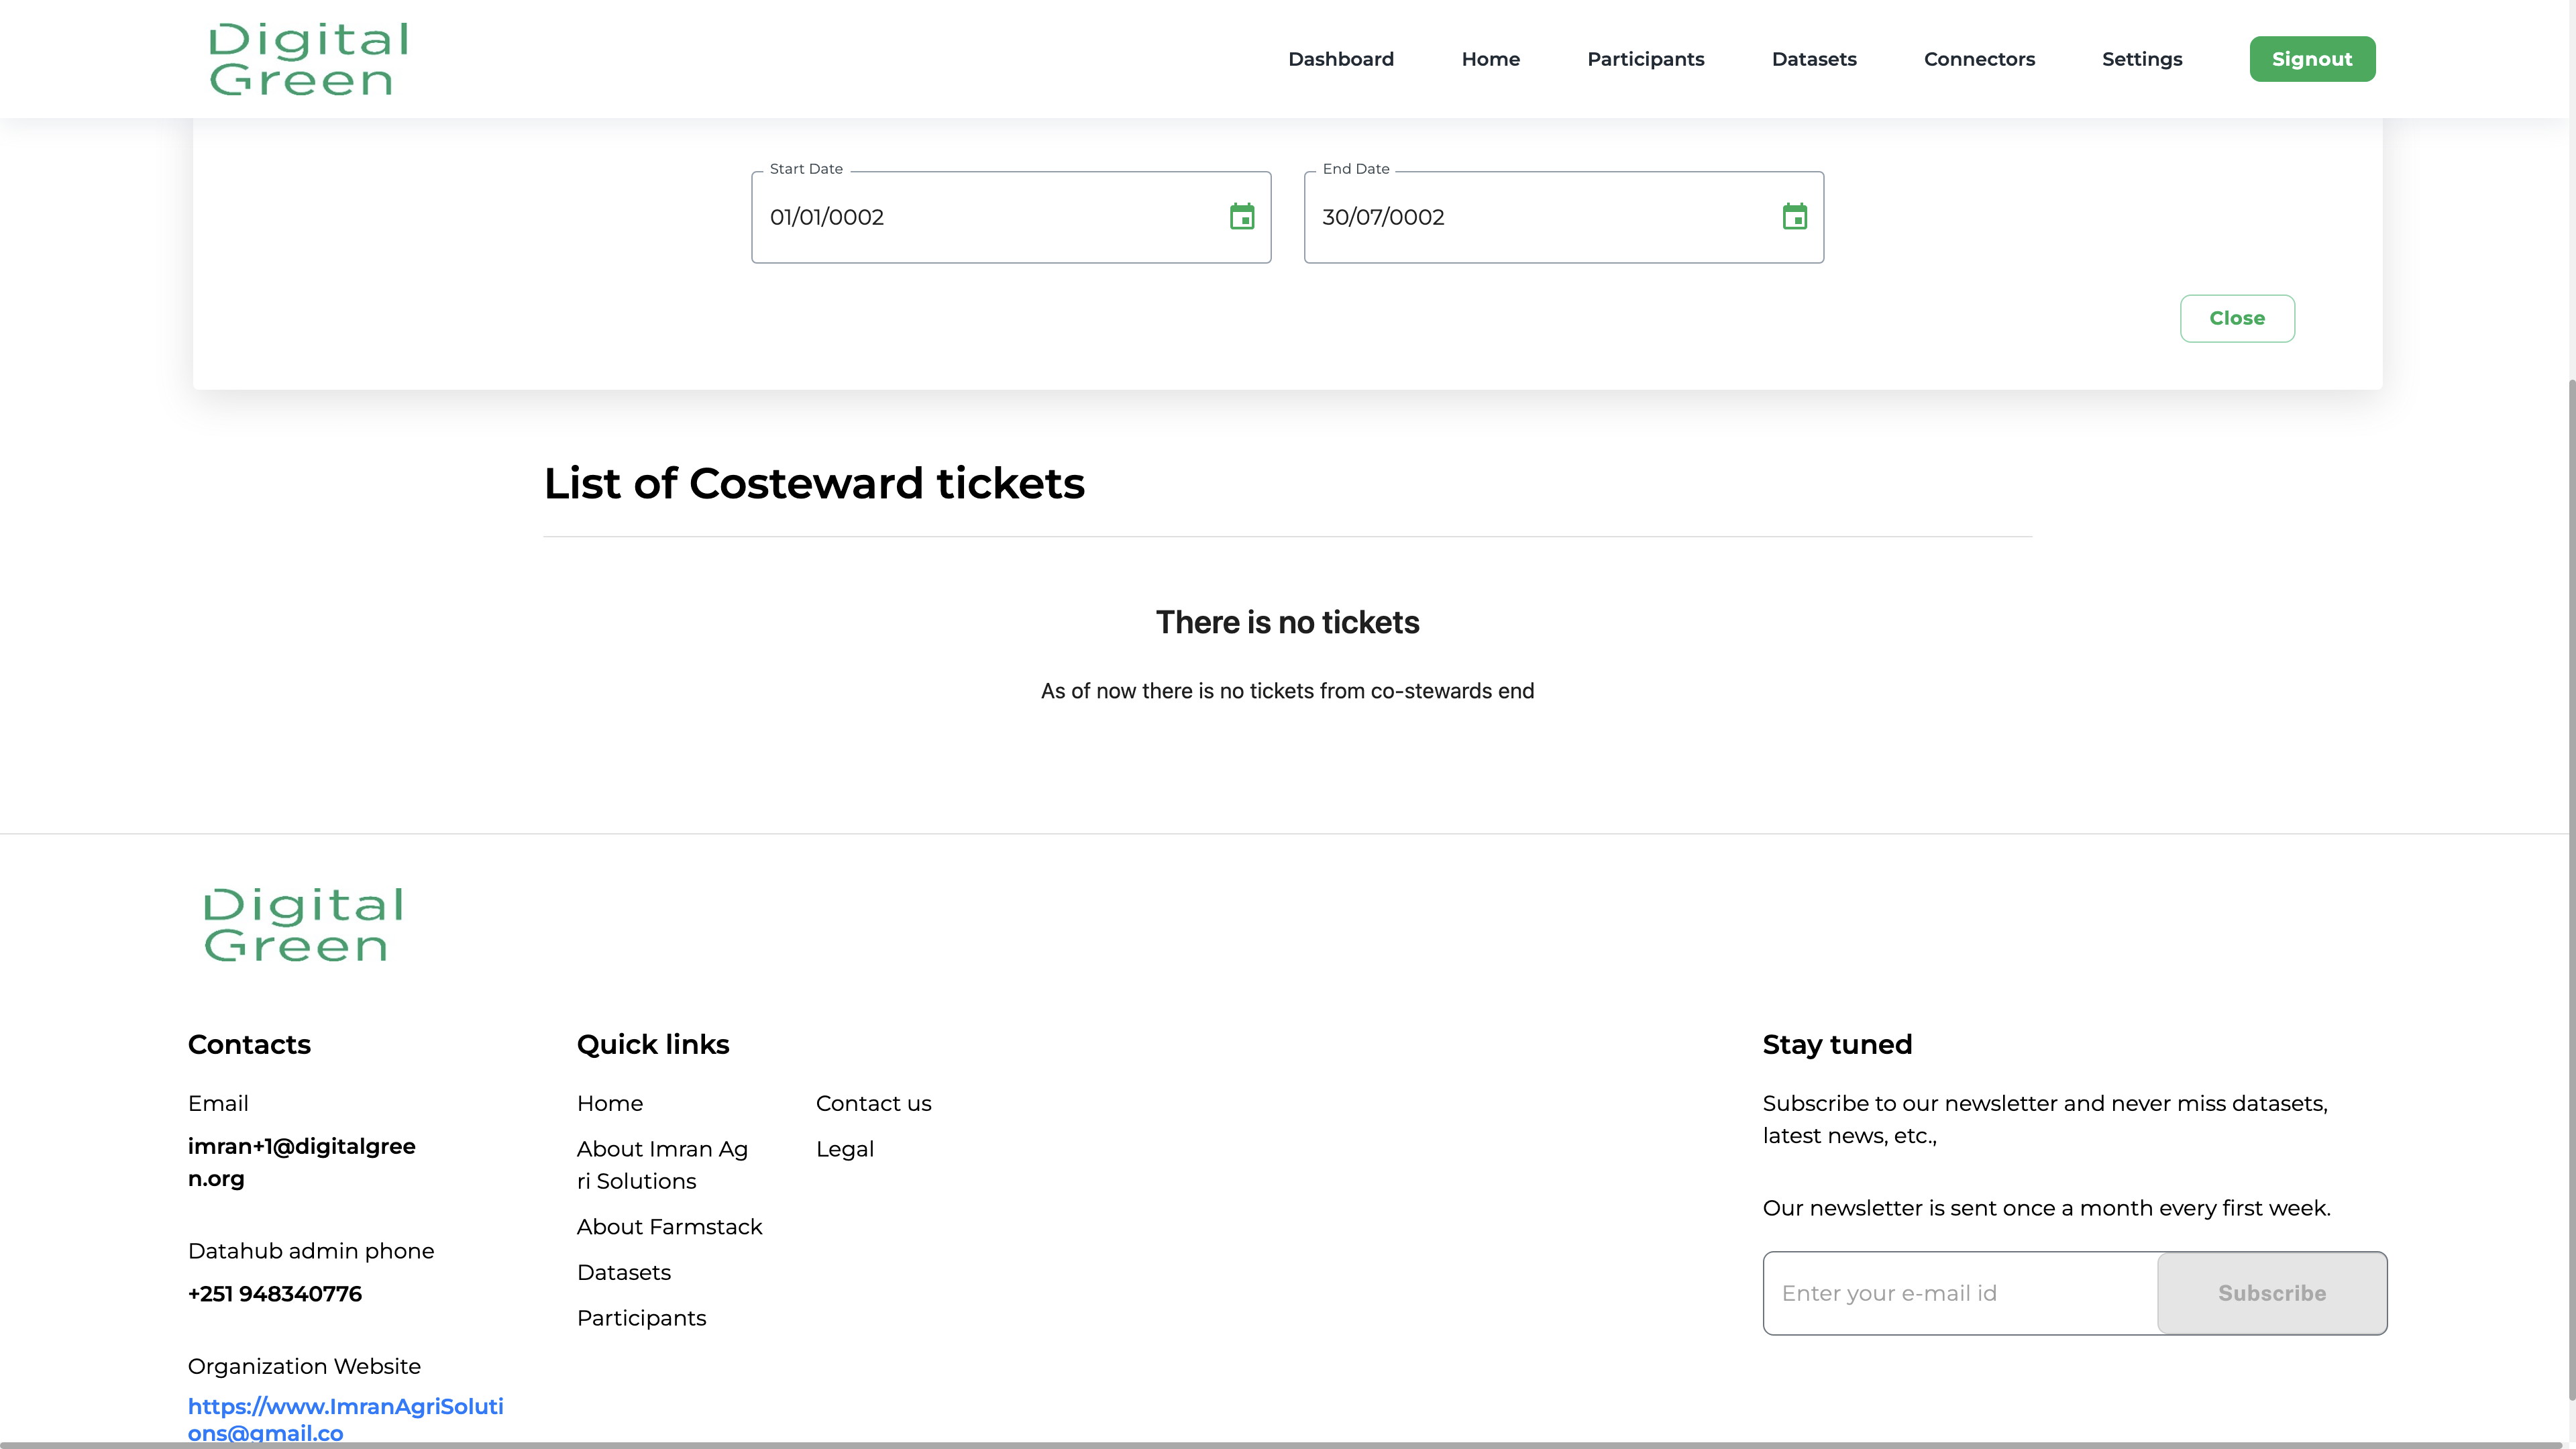 Digital
Green
Dashboard Home Participants Datasets Connectors Settings Signout
Start Date End Date
01/01/0002 30/07/0002
Close
List of Costeward tickets
There is no tickets
As of now there is no tickets from co-stewards end
Digital
Green
Contacts
Email
imran+1@digitalgree
n.org
Datahub admin phone
+251 948340776
Organization Website
https://www.ImranAgriSoluti
ons@gmail.co
Quick links
Home
About Imran Ag
ri Solutions
About Farmstack
Datasets
Participants
Contact us
Legal
Stay tuned
Subscribe to our newsletter and never miss datasets,
latest news, etc.,
Our newsletter is sent once a month every first week.
Enter your e-mail id Subscribe